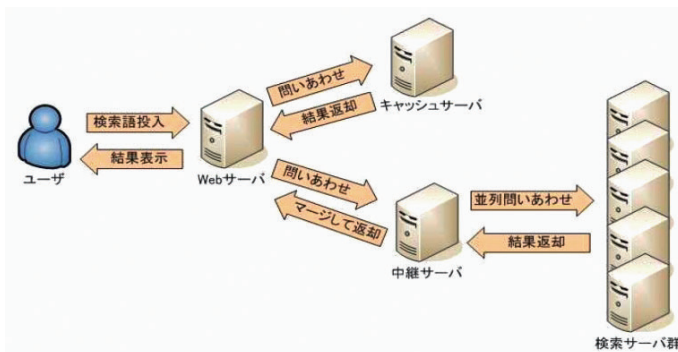 問いあわせ
結果返却
キャッシュサーバ
検索語投入
結果表示
ユーザ
Webサーバ
問いあわせ
マージして返却
中継サーバ
並列問いあわせ
結果返却
検索サーバ群